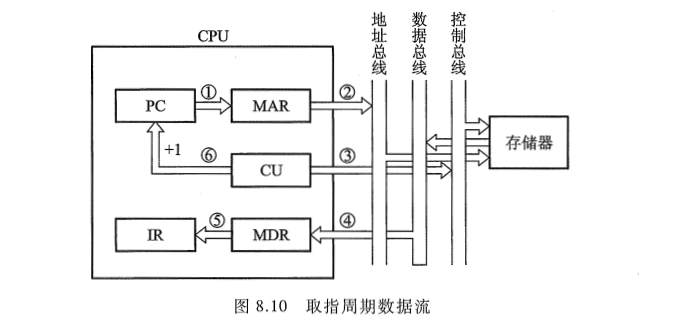 CPU
地址总线
数据总线
控制总线
PC
①
MAR
②
+1
⑥
CU
③
存储器
IR
⑤
MDR
④
图 8.10 取指周期数据流